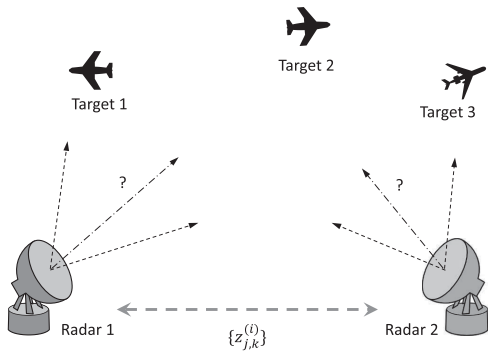 Target 1
Target 2
Target 3
?
?
Radar 1
{z_{j,k}^{(i)}}
Radar 2